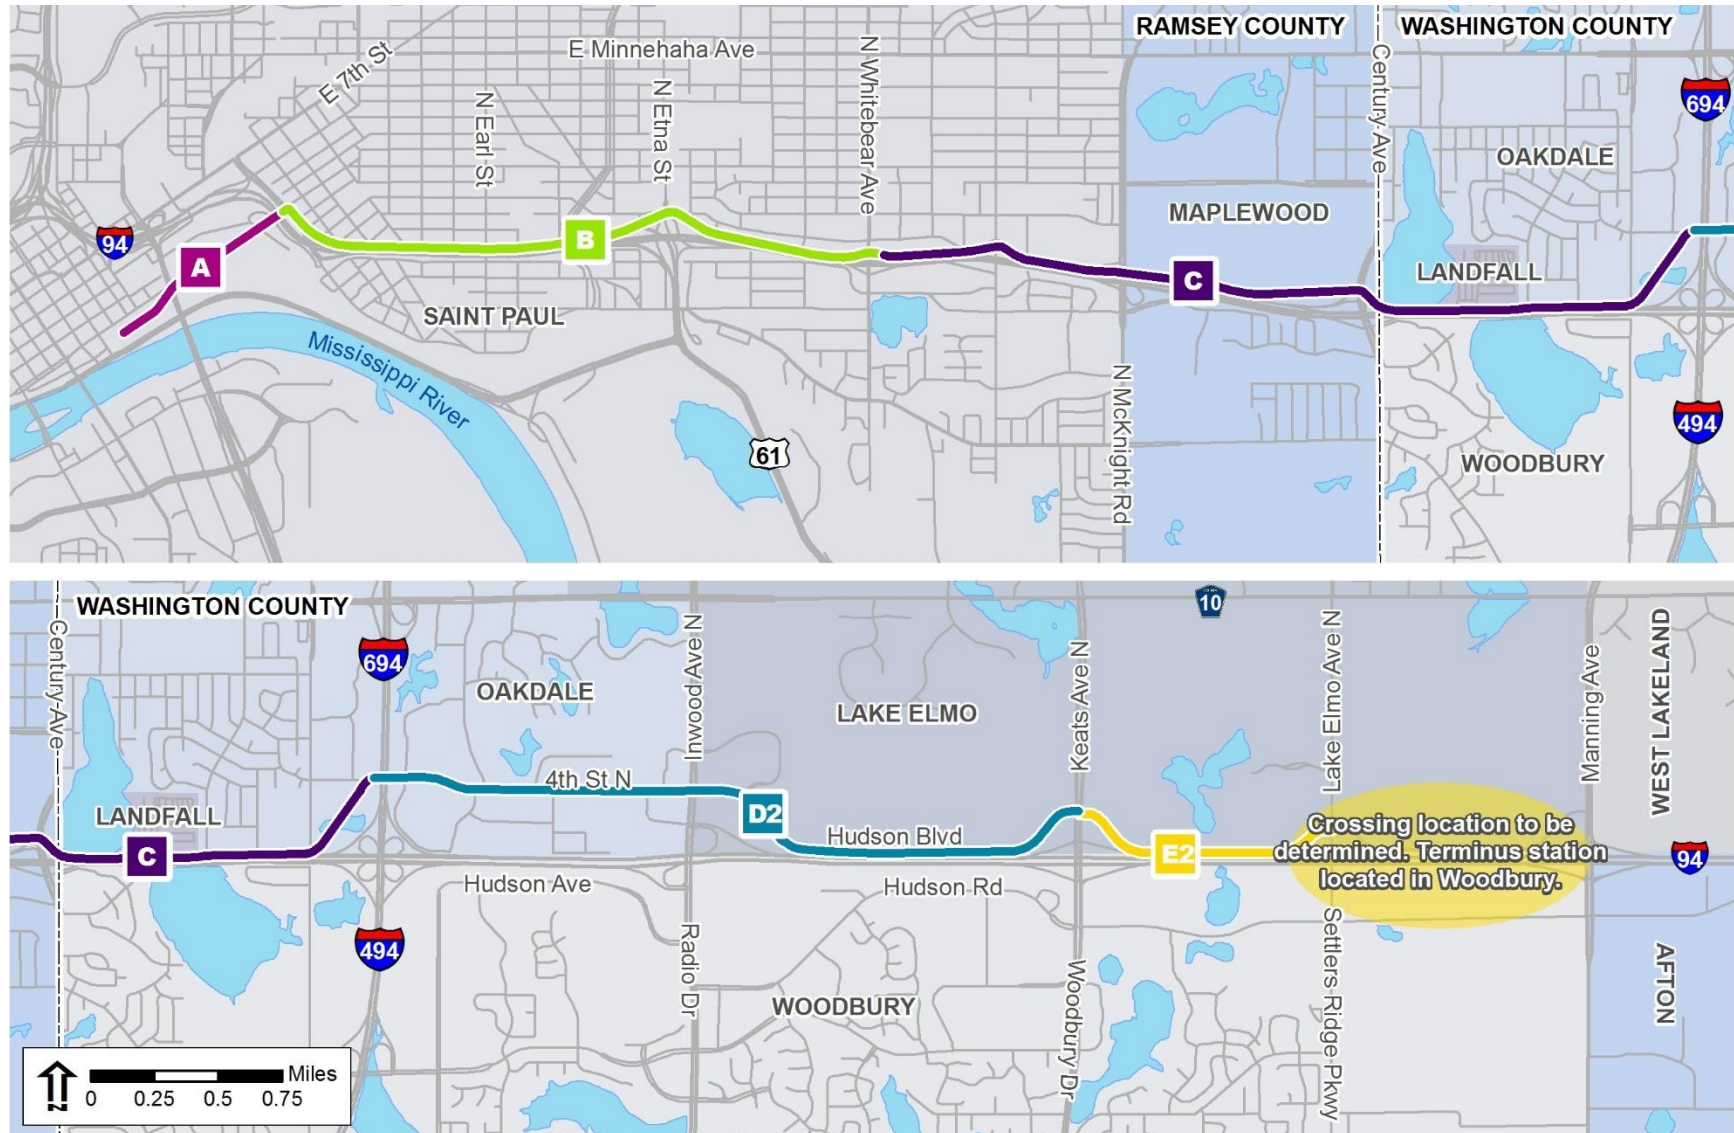 RAMSEY COUNTY
WASHINGTON COUNTY
E Minnehaha Ave
E 7th St
N Earl St
N Etna St
N Whitebear Ave
Century Ave
694
OAKDALE
MAPLEWOOD
94
A
B
C
LANDFALL
SAINT PAUL
Mississippi River
N McKnight Rd
494
61
WOODBURY
WASHINGTON COUNTY
Century Ave
694
OAKDALE
Inwood Ave N
LAKE ELMO
Keats Ave N
10
Lake Elmo Ave N
Manning Ave
WEST LAKELAND
4th St N
LANDFALL
D2
Hudson Blvd
C
E2
Crossing location to be
determined. Terminus station
located in Woodbury.
94
Hudson Ave
Hudson Rd
494
Radio Dr
WOODBURY
Woodbury Dr
Settlers Ridge Pkwy
AFTON
N
Miles
0 0.25 0.5 0.75